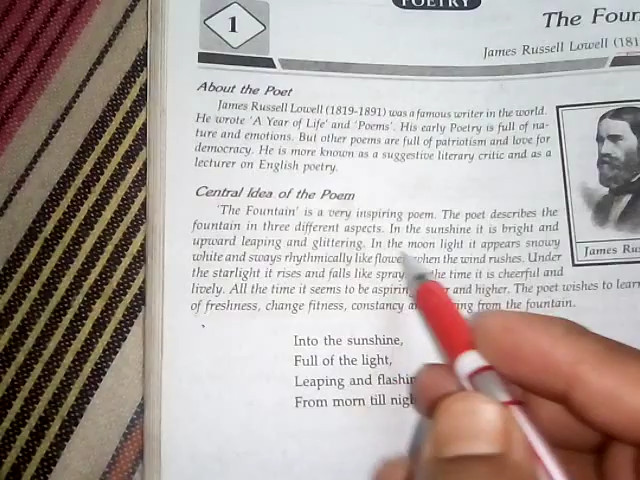 POETRY
1
The Foun
James Russell Lowell (181
About the Poet
James Russell Lowell (1819-1891) was a famous writer in the world.
He wrote 'A Year of Life' and 'Poems'. His early Poetry is full of na-
ture and emotions. But other poems are full of patriotism and love for
democracy. He is more known as a suggestive literary critic and as a
lecturer on English poetry.
James Rus
Central Idea of the Poem
'The Fountain' is a very inspiring poem. The poet describes the
fountain in three different aspects. In the sunshine it is bright and
upward leaping and glittering. In the moon light it appears snowy
white and sways rhythmically like flowe when the wind rushes. Under
the starlight it rises and falls like spray the time it is cheerful and
lively. All the time it seems to be aspiring and higher. The poet wishes to lear
of freshness, change fitness, constancy from the fountain.
Into the sunshine,
Full of the light,
Leaping and flashin
From morn till nigh